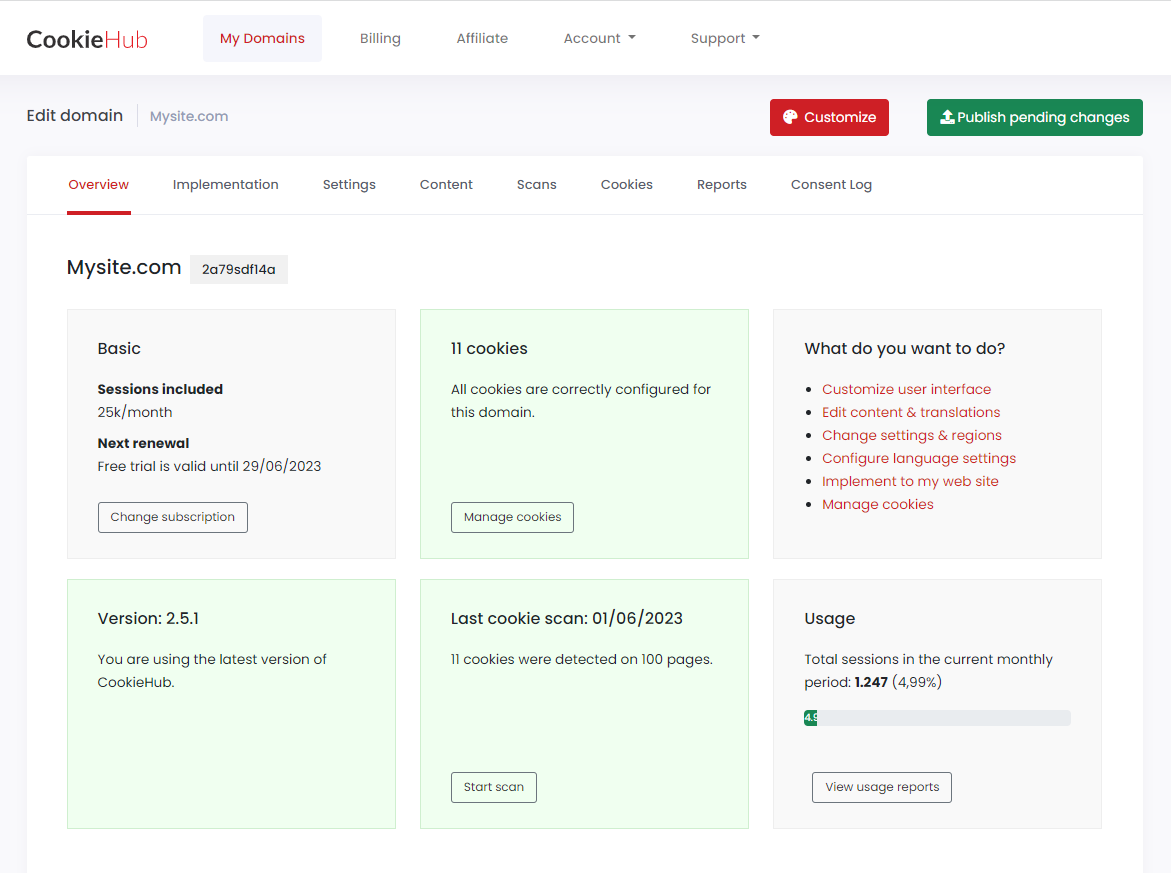 CookieHub
My Domains
Billing
Affiliate
Account
Support
Edit domain
Mysite.com
Customize
Publish pending changes
Overview
Implementation
Settings
Content
Scans
Cookies
Reports
Consent Log
Mysite.com
2a79sdf14a
Basic
Sessions included
25k/month
Next renewal
Free trial is valid until 29/06/2023
Change subscription
11 cookies
All cookies are correctly configured for
this domain.
Manage cookies
What do you want to do?
Customize user interface
Edit content & translations
Change settings & regions
Configure language settings
Implement to my web site
Manage cookies
Version: 2.5.1
You are using the latest version of
CookieHub.
Last cookie scan: 01/06/2023
11 cookies were detected on 100 pages.
Start scan
Usage
Total sessions in the current monthly
period: 1.247 (4,99%)
4.9
View usage reports